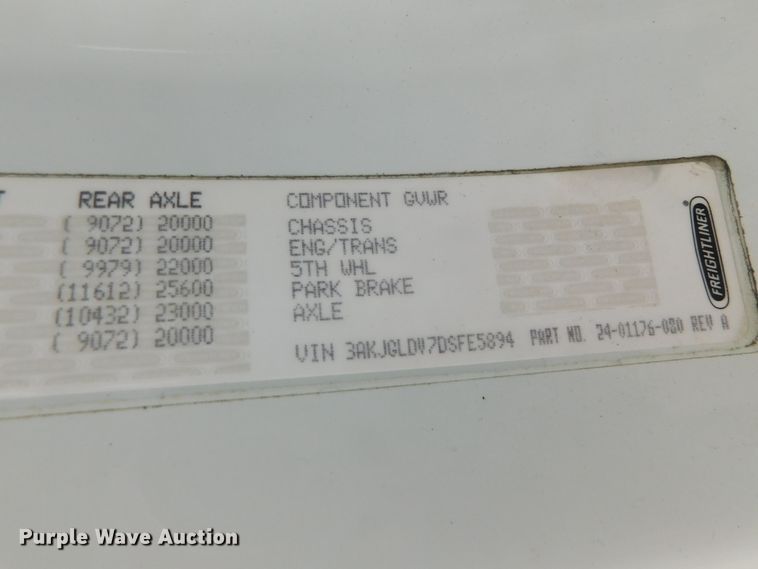 REAR AXLE COMPONENT GVWR
( 9072) 20000 CHASSIS
( 9072) 20000 ENG/TRANS
( 9979) 22000 5TH WHL
(11612) 25600 PARK BRAKE
(10432) 23000 AXLE
( 9072) 20000
VIN 3AKJGLDV7DSFE5894 PART NO. 24-01176-080 REV A
FREIGHTLINER
Purple Wave Auction